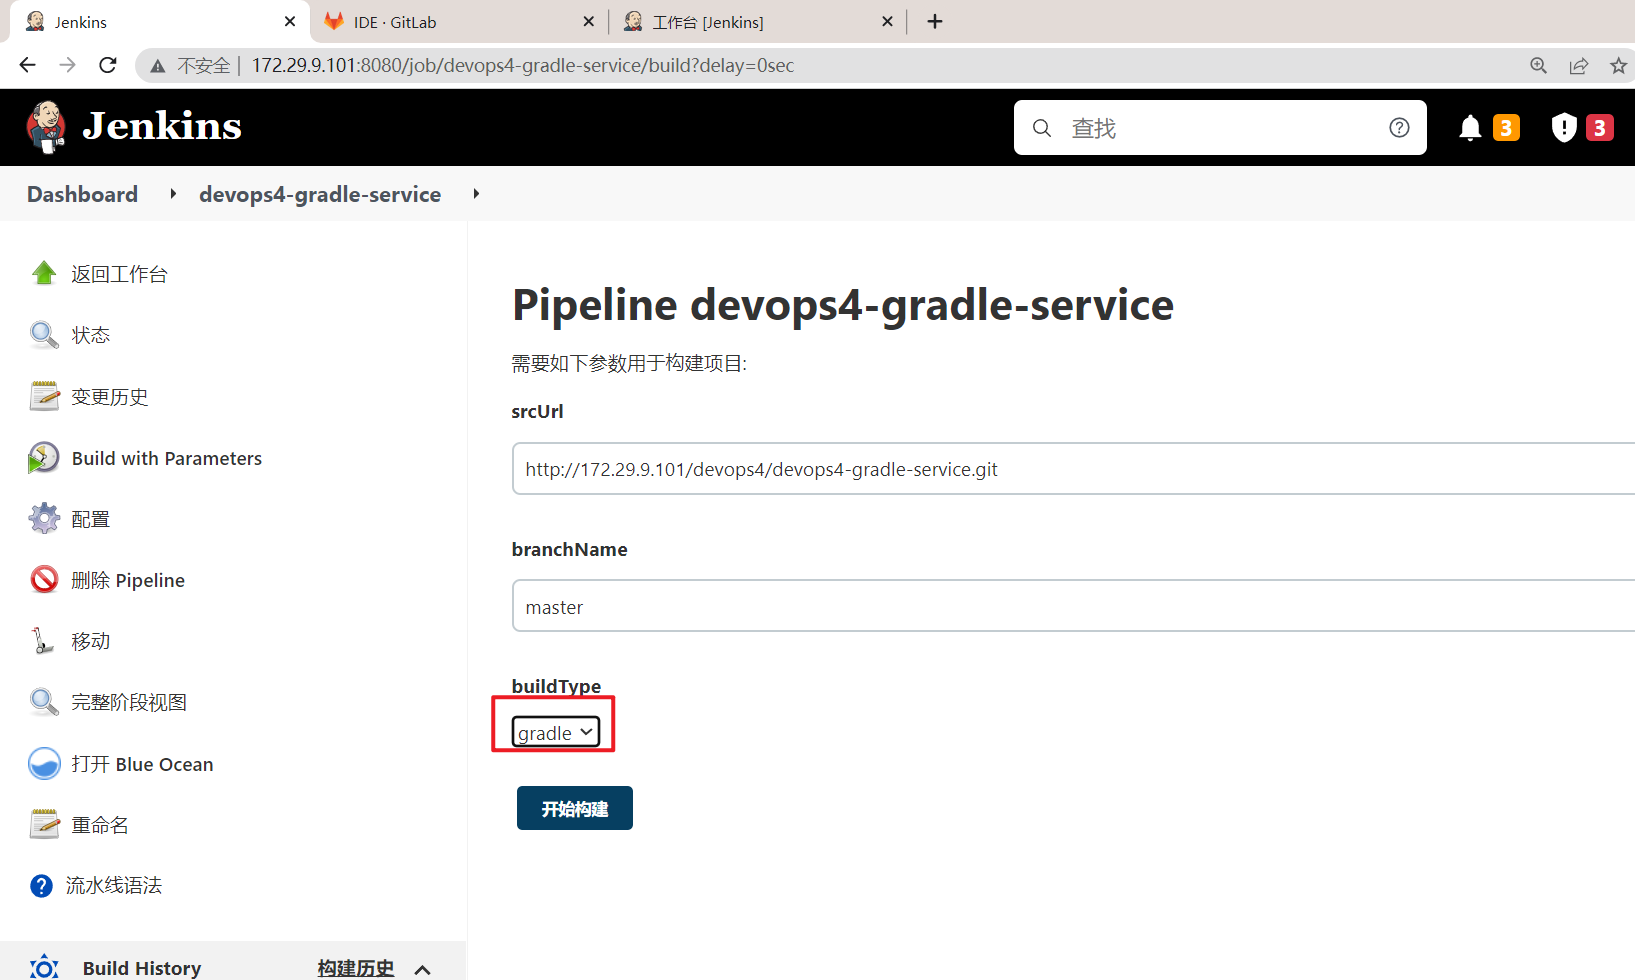 Jenkins
IDE · GitLab
工作台 [Jenkins]
不安全 172.29.9.101:8080/job/devops4-gradle-service/build?delay=0sec
Jenkins
查找
3
3
Dashboard
devops4-gradle-service
返回工作台
状态
变更历史
Build with Parameters
配置
删除 Pipeline
移动
完整阶段视图
打开 Blue Ocean
重命名
流水线语法
Build History
构建历史
Pipeline devops4-gradle-service
需要如下参数用于构建项目:
srcUrl
http://172.29.9.101/devops4/devops4-gradle-service.git
branchName
master
buildType
gradle
开始构建